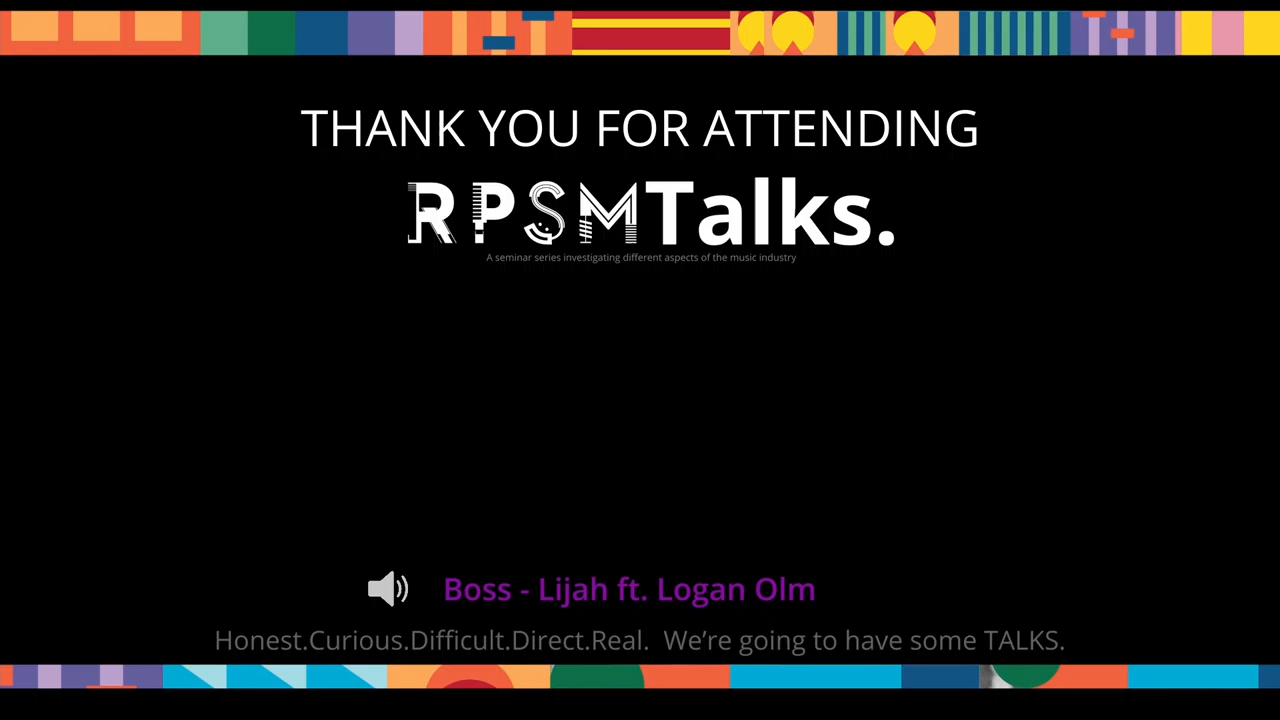 THANK YOU FOR ATTENDING
RPSMTalks.
A seminar series investigating different aspects of the music industry
Boss - Lijah ft. Logan Olm
Honest.Curious.Difficult.Direct.Real.  We’re going to have some TALKS.